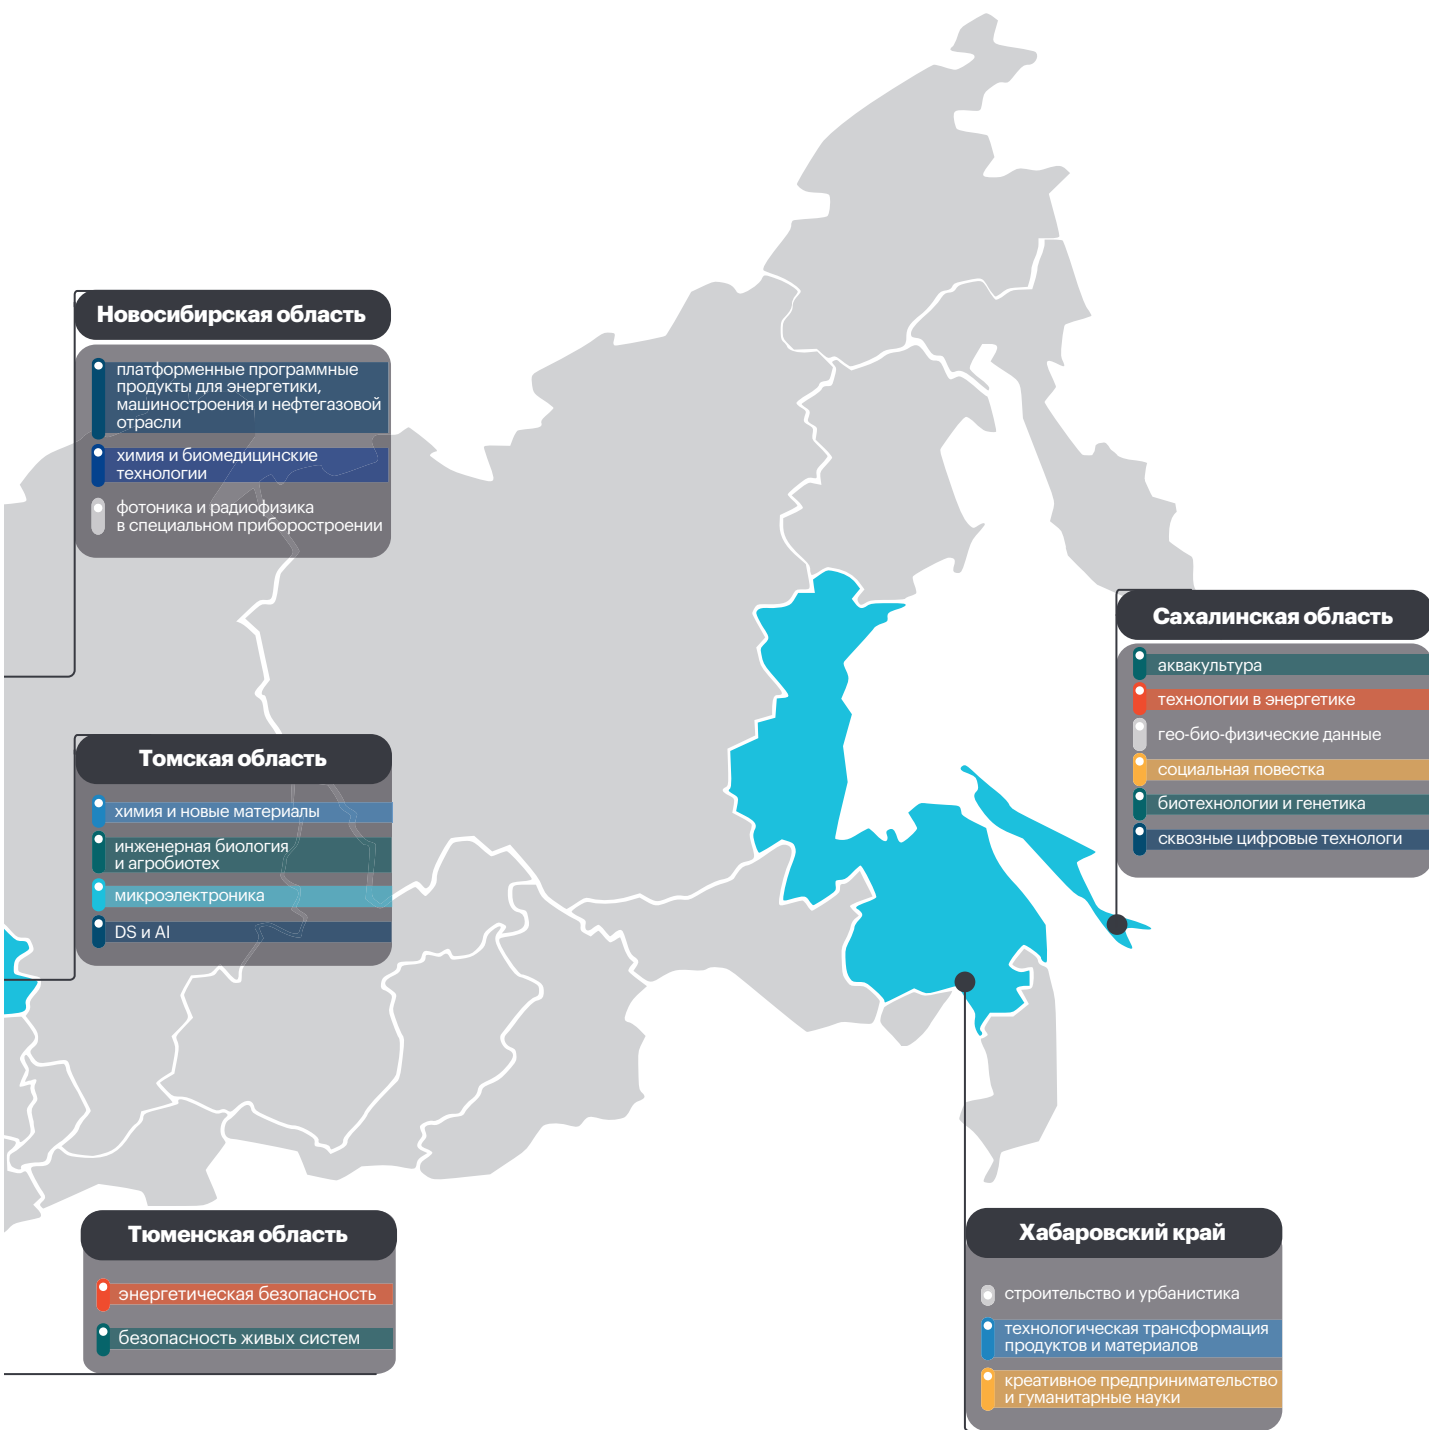 Новосибирская область
платформенные программные
продукты для энергетики,
машиностроения и нефтегазовой
отрасли
химия и биомедицинские
технологии
фотоника и радиофизика
в специальном приборостроении
Сахалинская область
аквакультура
технологии в энергетике
гео-био-физические данные
социальная повестка
биотехнологии и генетика
сквозные цифровые технологи
Томская область
химия и новые материалы
инженерная биология
и агробиотех
микроэлектроника
DS и AI
Тюменская область
энергетическая безопасность
безопасность живых систем
Хабаровский край
строительство и урбанистика
технологическая трансформация
продуктов и материалов
креативное предпринимательство
и гуманитарные науки